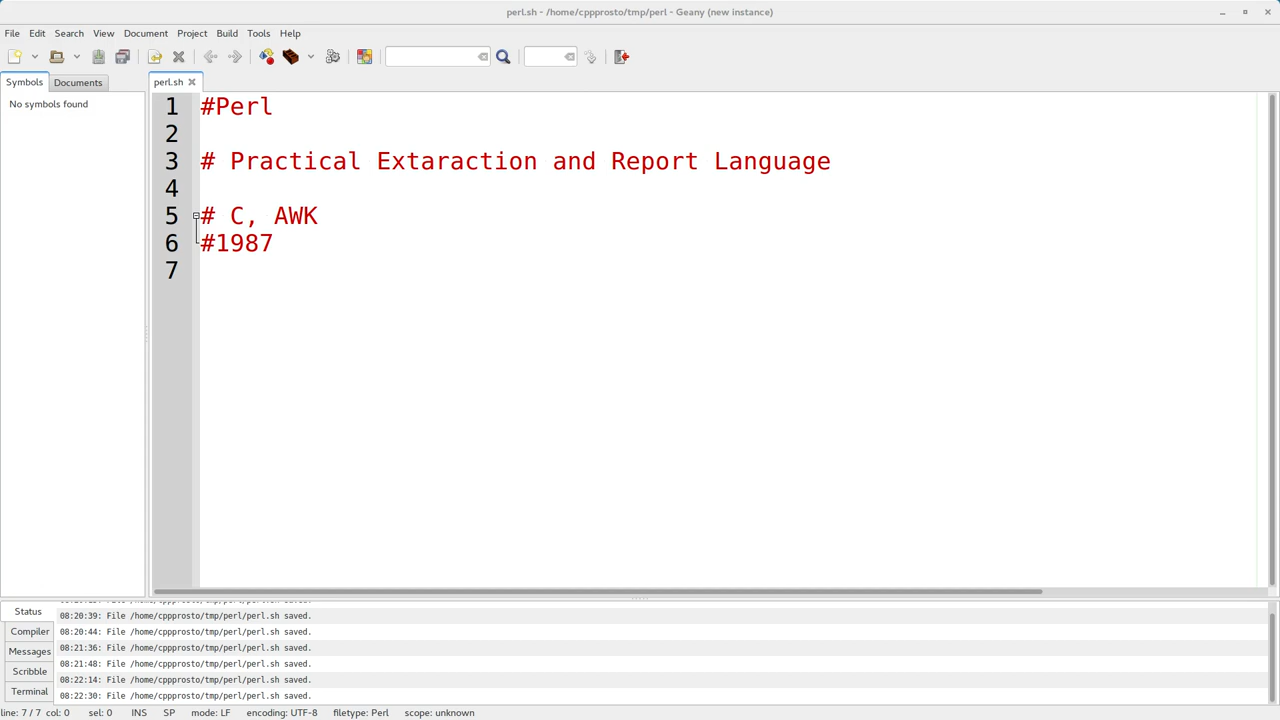 perl.sh - /home/cppprosto/tmp/perl - Geany (new instance)
File Edit Search View Document Project Build Tools Help
Symbols Documents
perl.sh
No symbols found
1 #Perl
2
3 # Practical Extaraction and Report Language
4
5 # C, AWK
6 #1987
7
Status
Compiler
Messages
Scribble
Terminal
08:20:39: File /home/cppprosto/tmp/perl/perl.sh saved.
08:20:44: File /home/cppprosto/tmp/perl/perl.sh saved.
08:21:36: File /home/cppprosto/tmp/perl/perl.sh saved.
08:21:48: File /home/cppprosto/tmp/perl/perl.sh saved.
08:22:14: File /home/cppprosto/tmp/perl/perl.sh saved.
08:22:30: File /home/cppprosto/tmp/perl/perl.sh saved.
line: 7 / 7 col: 0 sel: 0 INS SP mode: LF encoding: UTF-8 filetype: Perl scope: unknown